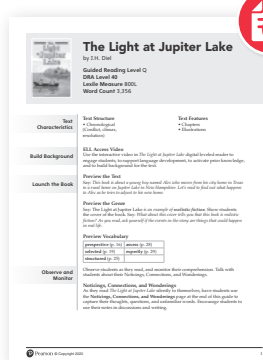 The Light at Jupiter Lake
by J.H. Diel
Guided Reading Level Q
DRA Level 40
Lexile Measure 800L
Word Count 3,356
Text Characteristics
Text Structure
• Chronological
(Conflict, climax,
resolution)
Text Features
• Chapters
• Illustrations
Build Background
ELL Access Video
Use the interactive video in The Light at Jupiter Lake digital leveled reader to
engage students, to support language development, to activate prior knowledge,
and to build background for the text.
Launch the Book
Preview the Text
Say: This book is about a young boy named Alex who moves from his city home in Texas
to a rural home on Jupiter Lake in New Hampshire. Let's read to find out what happens
to Alex as he tries to adjust to his new home.
Preview the Genre
Say: The Light at Jupiter Lake is an example of realistic fiction. Show students
the cover of the book. Say: What about this cover tells you that this book is realistic
fiction? As you read, ask yourself if the events in the story are things that could happen
in real life.
Preview Vocabulary
perspective (p. 16) access (p. 28)
selected (p. 19) expertly (p. 29)
structured (p. 25)
Observe and
Monitor
Observe students as they read, and monitor their comprehension. Talk with
students about their Noticings, Connections, and Wonderings.
Noticings, Connections, and Wonderings
As they read The Light at Jupiter Lake silently to themselves, have students use
the Noticings, Connections, and Wonderings page at the end of this guide to
capture their thoughts, questions, and unfamiliar words. Encourage students to
use their notes in discussions and writing.
Pearson © Copyright 2020